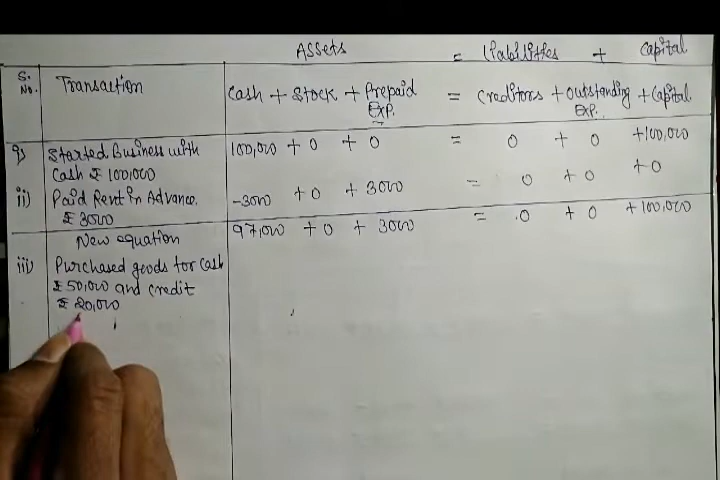 Assets = Liabilities + Capital
S. No. Transaction Cash + Stock + Prepaid Exp. = Creditors + Outstanding Exp. + Capital
i) Started Business with 100,000 + 0 + 0 = 0 + 0 +100,000
Cash ₹ 100,000
ii) Paid Rent in Advance. -3000 + 0 + 3000 = 0 + 0 + 0
₹ 3000
New equation 97,000 + 0 + 3000 = 0 + 0 + 100,000
iii) Purchased goods for cash
₹ 50,000 and credit
₹ 20,000